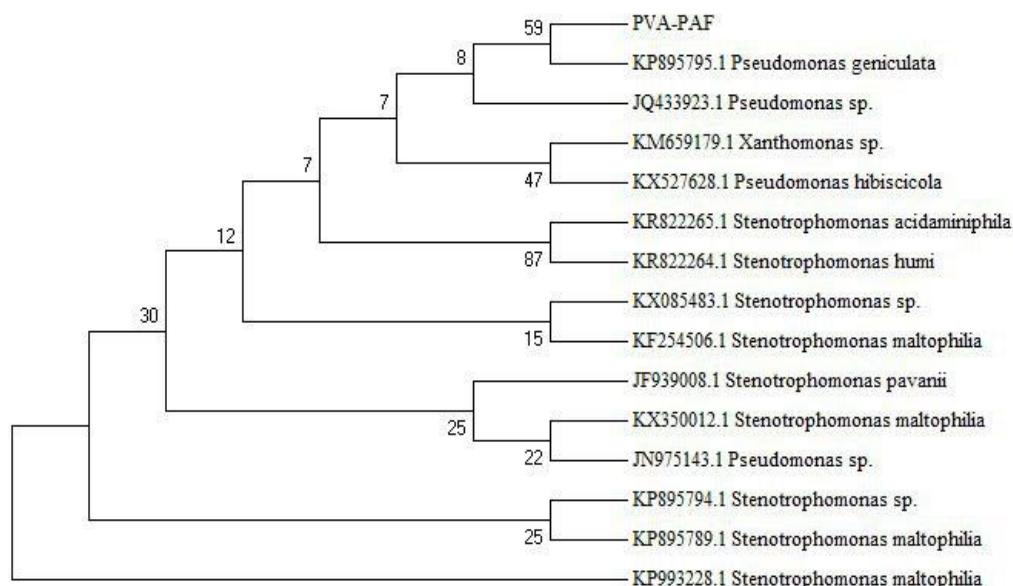 59
PVA-PAF
8
KP895795.1 Pseudomonas geniculata
7
JQ433923.1 Pseudomonas sp.
KM659179.1 Xanthomonas sp.
7
47
KX527628.1 Pseudomonas hibiscicola
KR822265.1 Stenotrophomonas acidaminiphila
12
87
KR822264.1 Stenotrophomonas humi
KX085483.1 Stenotrophomonas sp.
30
15
KF254506.1 Stenotrophomonas maltophilia
JF939008.1 Stenotrophomonas pavanii
25
KX350012.1 Stenotrophomonas maltophilia
22
JN975143.1 Pseudomonas sp.
KP895794.1 Stenotrophomonas sp.
25
KP895789.1 Stenotrophomonas maltophilia
KP993228.1 Stenotrophomonas maltophilia